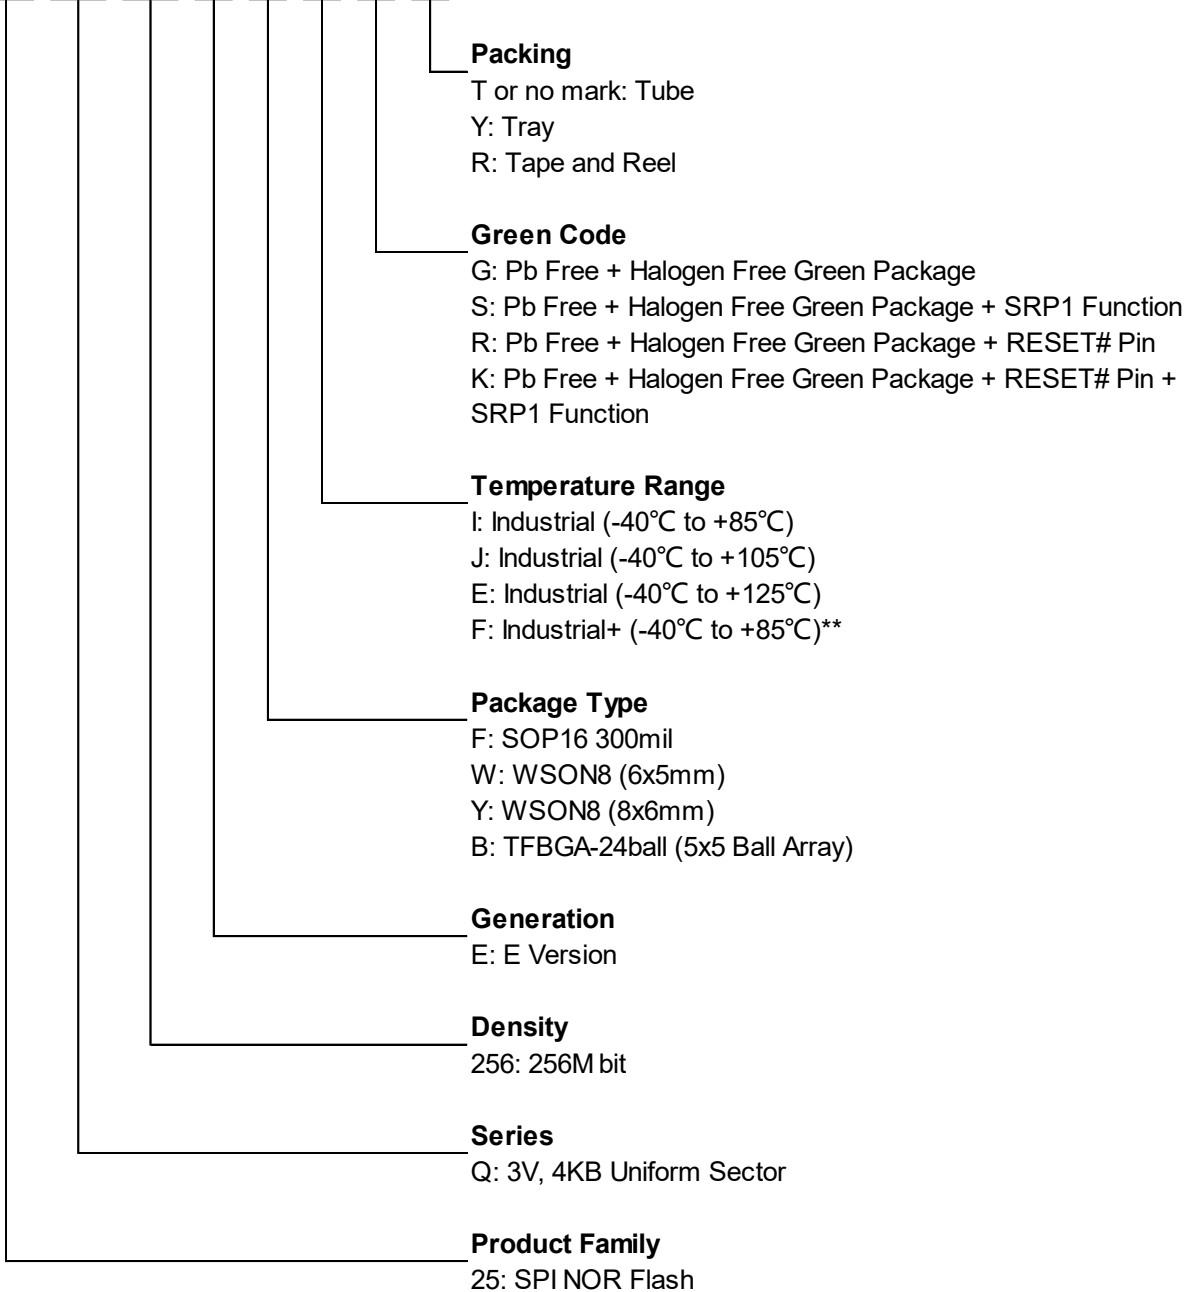 Packing
T or no mark: Tube
Y: Tray
R: Tape and Reel
Green Code
G: Pb Free + Halogen Free Green Package
S: Pb Free + Halogen Free Green Package + SRP1 Function
R: Pb Free + Halogen Free Green Package + RESET# Pin
K: Pb Free + Halogen Free Green Package + RESET# Pin +
SRP1 Function
Temperature Range
I: Industrial (-40℃ to +85℃)
J: Industrial (-40℃ to +105℃)
E: Industrial (-40℃ to +125℃)
F: Industrial+ (-40℃ to +85℃)**
Package Type
F: SOP16 300mil
W: WSON8 (6x5mm)
Y: WSON8 (8x6mm)
B: TFBGA-24ball (5x5 Ball Array)
Generation
E: E Version
Density
256: 256M bit
Series
Q: 3V, 4KB Uniform Sector
Product Family
25: SPI NOR Flash